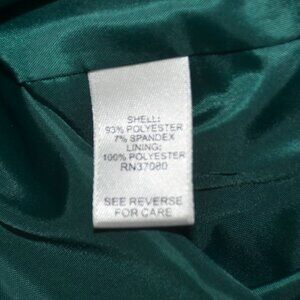 SHELL:
93% POLYESTER
7% SPANDEX
LINING:
100% POLYESTER
RN37080
SEE REVERSE
FOR CARE